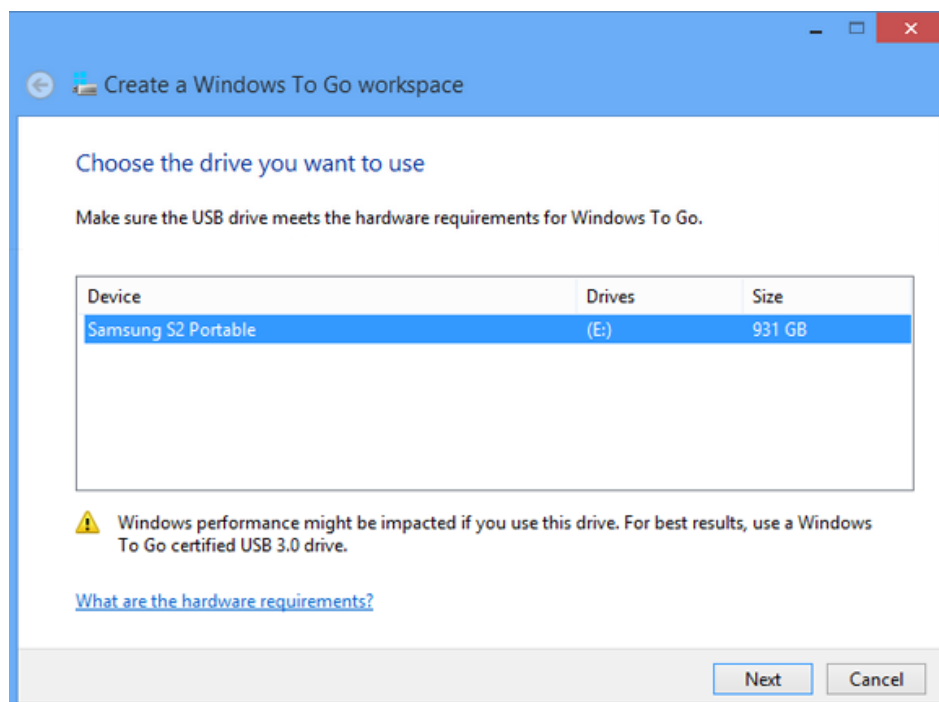 Create a Windows To Go workspace
Choose the drive you want to use
Make sure the USB drive meets the hardware requirements for Windows To Go.
Device Drives Size
Samsung S2 Portable (E:) 931 GB
Windows performance might be impacted if you use this drive. For best results, use a Windows
To Go certified USB 3.0 drive.
What are the hardware requirements?
Next Cancel